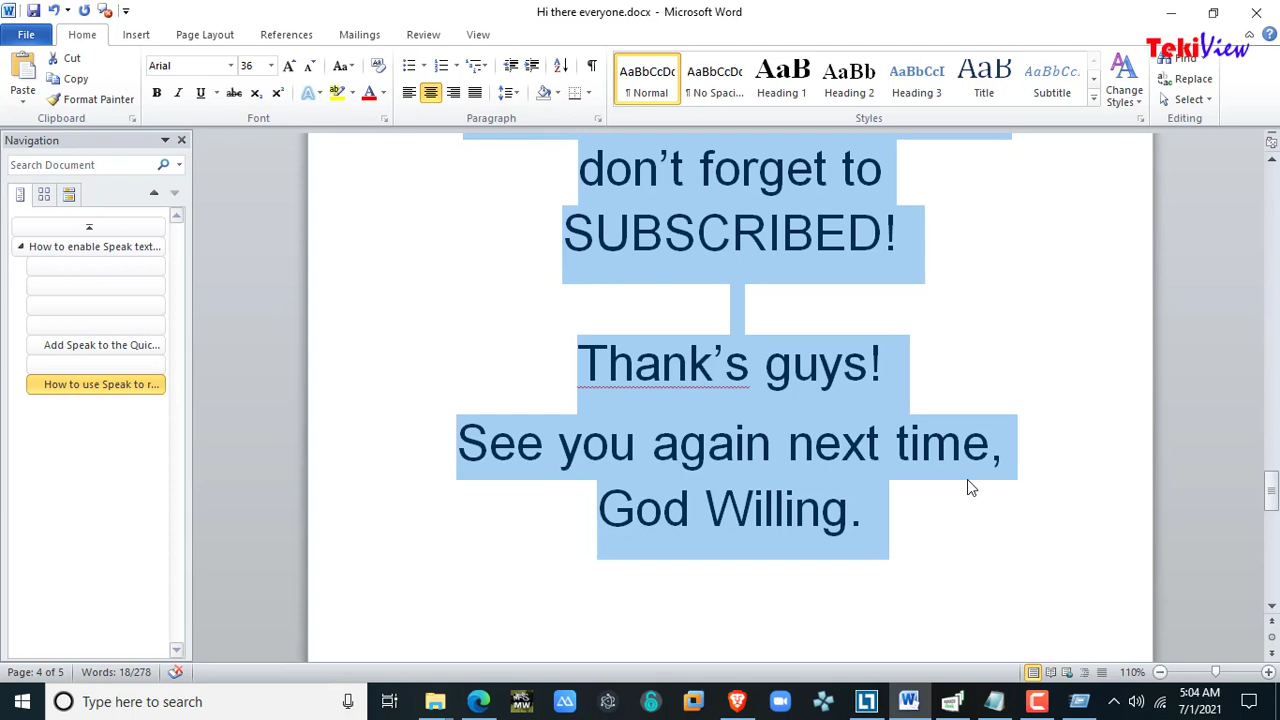 Hi there everyone.docx - Microsoft Word
File Home Insert Page Layout References Mailings Review View
TekiView
Paste
Cut
Copy
Format Painter
Clipboard
Arial 36
Font
Paragraph
AaBbCcDc ¶ Normal
AaBbCcDc ¶ No Spaci...
AaB Heading 1
AaBb Heading 2
AaBbCcI Heading 3
AaB Title
AaBbCc. Subtitle
Change Styles
Styles
Find
Replace
Select
Editing
Navigation
Search Document
How to enable Speak text...
Add Speak to the Quic...
How to use Speak to r...
don’t forget to
SUBSCRIBED!
Thank’s guys!
See you again next time,
God Willing.
Page: 4 of 5 Words: 18/278 110%
Type here to search
5:04 AM
7/1/2021